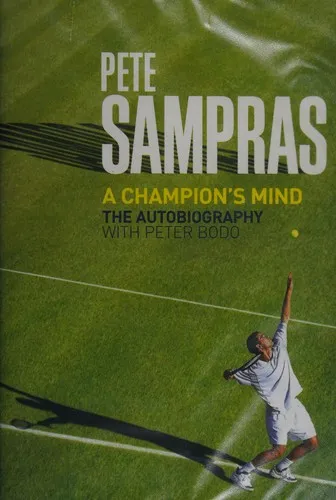 PETE
SAMPRAS
A CHAMPION'S MIND
THE AUTOBIOGRAPHY
WITH PETER BODO